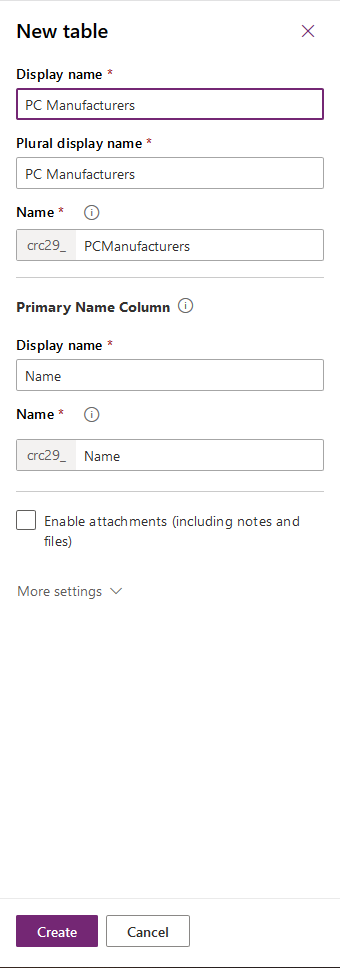 New table
Display name *
PC Manufacturers
Plural display name *
PC Manufacturers
Name *
crc29_ PCManufacturers
Primary Name Column
Display name *
Name
Name *
crc29_ Name
Enable attachments (including notes and
files)
More settings
Create Cancel